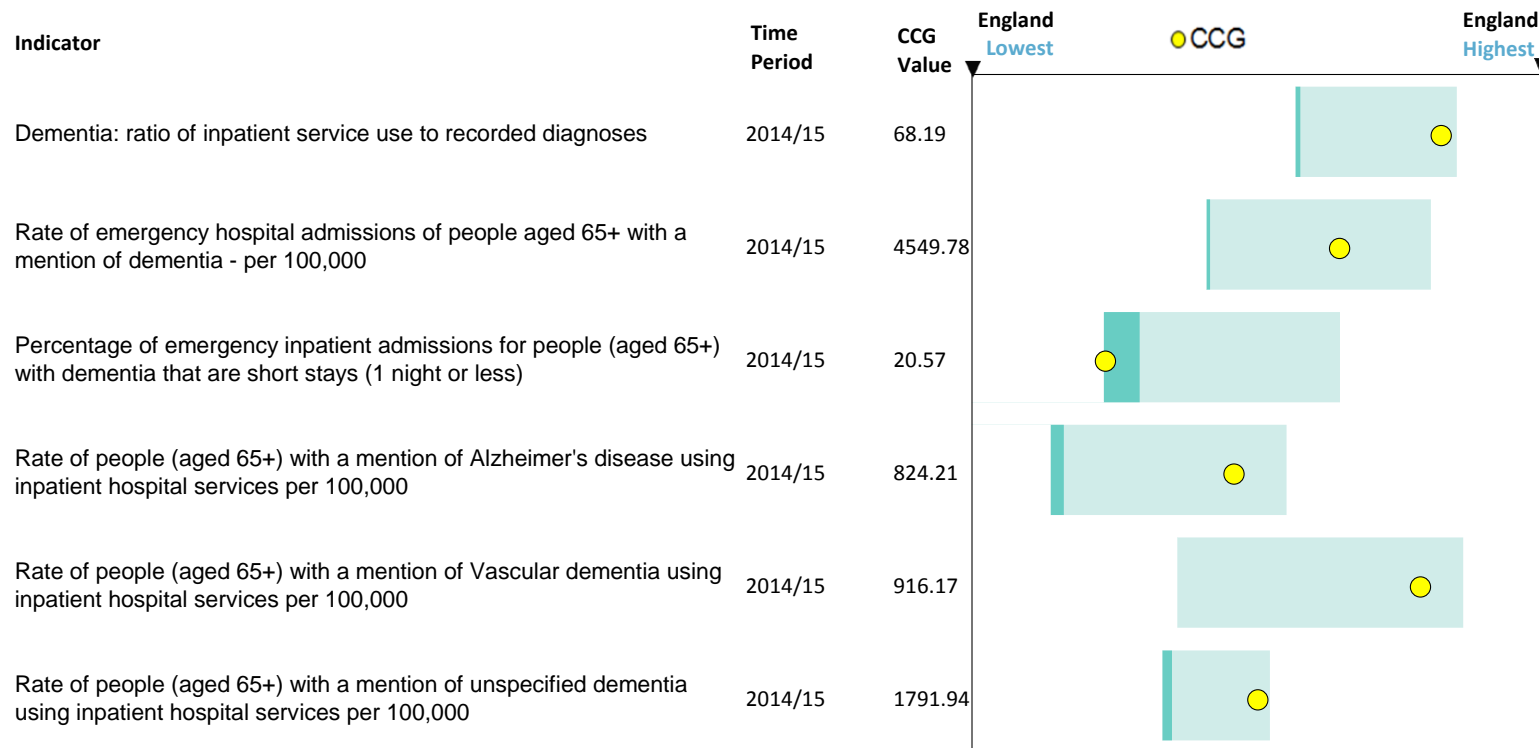 Indicator
Time Period
CCG Value
England Lowest
CCG
England Highest
Dementia: ratio of inpatient service use to recorded diagnoses
2014/15
68.19
Rate of emergency hospital admissions of people aged 65+ with a
mention of dementia - per 100,000
2014/15
4549.78
Percentage of emergency inpatient admissions for people (aged 65+)
with dementia that are short stays (1 night or less)
2014/15
20.57
Rate of people (aged 65+) with a mention of Alzheimer's disease using
inpatient hospital services per 100,000
2014/15
824.21
Rate of people (aged 65+) with a mention of Vascular dementia using
inpatient hospital services per 100,000
2014/15
916.17
Rate of people (aged 65+) with a mention of unspecified dementia
using inpatient hospital services per 100,000
2014/15
1791.94